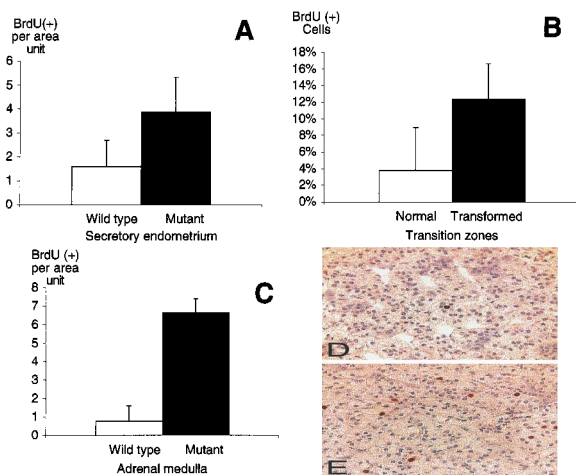 BrdU(+)
per area
unit
A
6
5
4
3
2
1
0
Wild type Mutant
Secretory endometrium
BrdU (+)
Cells
B
18%
16%
14%
12%
10%
8%
6%
4%
2%
0%
Normal Transformed
Transition zones
BrdU (+)
per area
unit
C
8
7
6
5
4
3
2
1
0
Wild type Mutant
Adrenal medulla
D
E